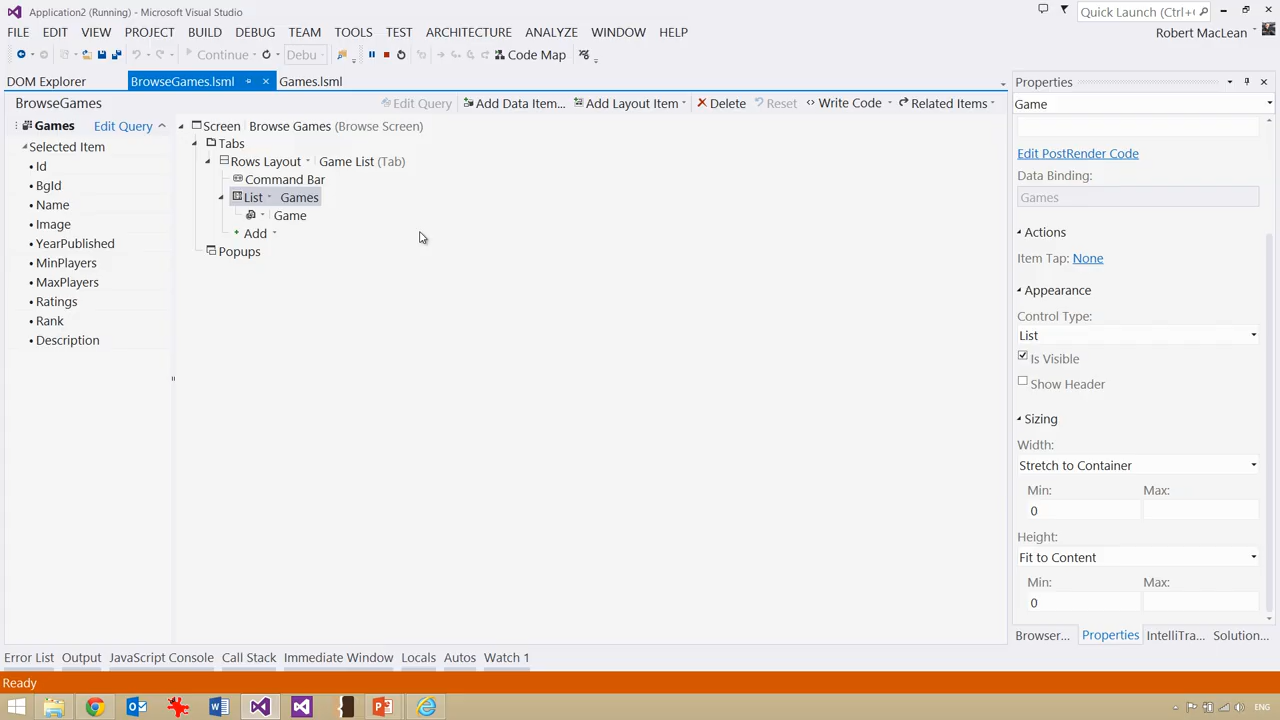 Application2 (Running) - Microsoft Visual Studio
Quick Launch (Ctrl+
FILE EDIT VIEW PROJECT BUILD DEBUG TEAM TOOLS TEST ARCHITECTURE ANALYZE WINDOW HELP
Robert MacLean
Continue Debu Code Map
DOM Explorer BrowseGames.lsml Games.lsml
Properties
BrowseGames
Edit Query Add Data Item... Add Layout Item Delete Reset Write Code Related Items
Game
Games Edit Query
Selected Item
Id
BgId
Name
Image
YearPublished
MinPlayers
MaxPlayers
Ratings
Rank
Description
Screen Browse Games (Browse Screen)
Tabs
Rows Layout Game List (Tab)
Command Bar
List Games
Game
Add
Popups
Edit PostRender Code
Data Binding:
Games
Actions
Item Tap: None
Appearance
Control Type:
List
Is Visible
Show Header
Sizing
Width:
Stretch to Container
Min: Max:
0
Height:
Fit to Content
Min: Max:
0
Browser... Properties IntelliTra... Solution...
Error List Output JavaScript Console Call Stack Immediate Window Locals Autos Watch 1
Ready
ENG